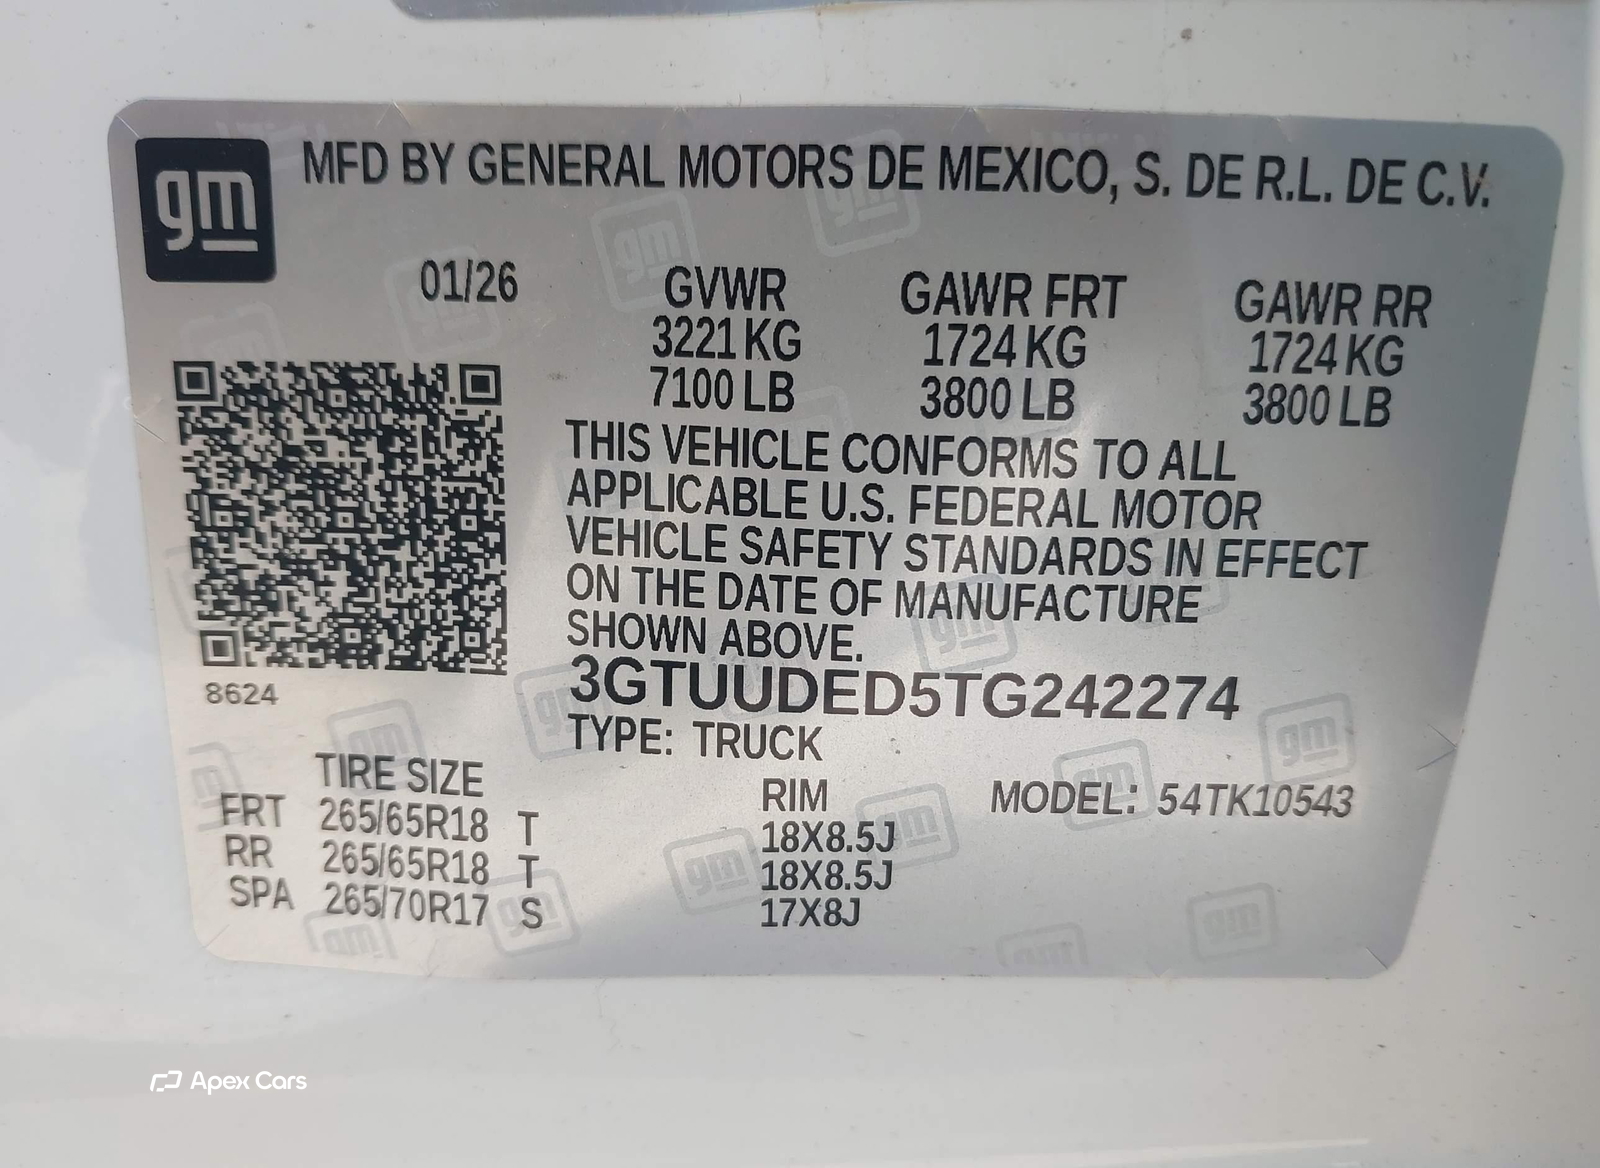 gm
MFD BY GENERAL MOTORS DE MEXICO, S. DE R.L. DE C.V.
01/26 GVWR GAWR FRT GAWR RR
3221 KG 1724 KG 1724 KG
7100 LB 3800 LB 3800 LB
THIS VEHICLE CONFORMS TO ALL
APPLICABLE U.S. FEDERAL MOTOR
VEHICLE SAFETY STANDARDS IN EFFECT
ON THE DATE OF MANUFACTURE
SHOWN ABOVE.
8624
3GTUUDED5TG242274
TYPE: TRUCK
TIRE SIZE RIM MODEL: 54TK10543
FRT 265/65R18 T 18X8.5J
RR 265/65R18 T 18X8.5J
SPA 265/70R17 S 17X8J
Apex Cars